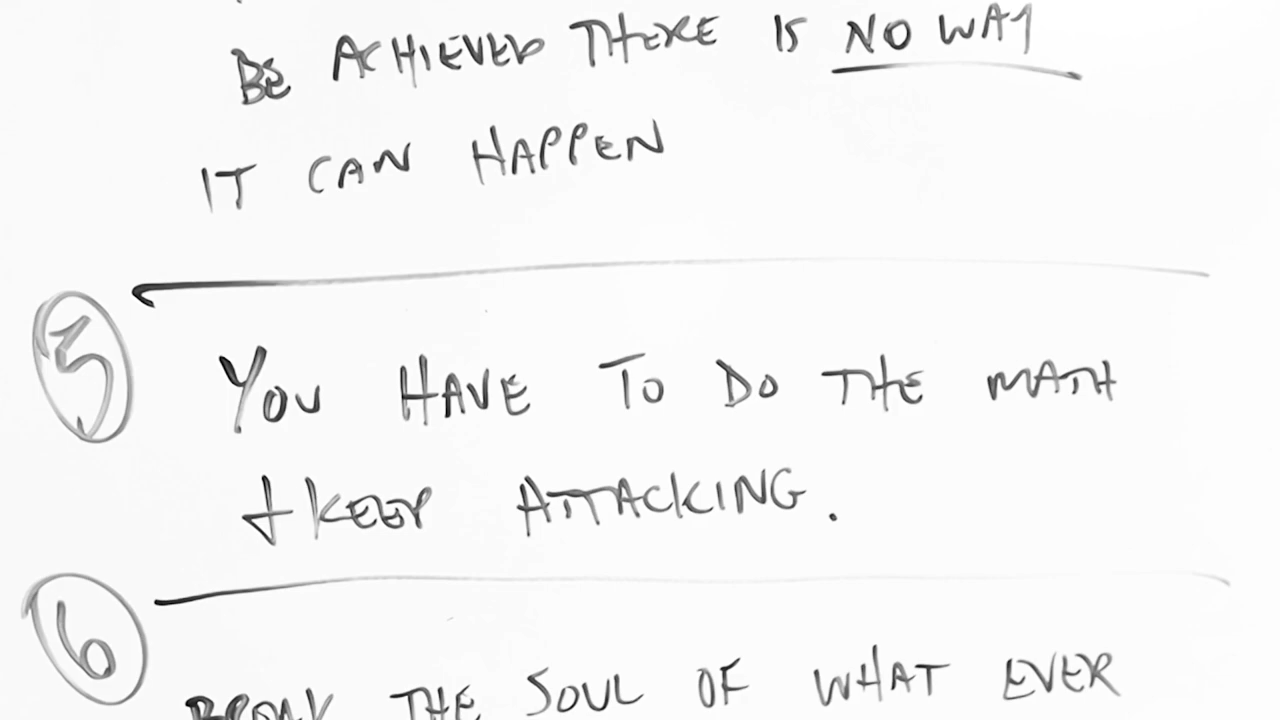 BE ACHIEVED THERE IS NO WAY
IT CAN HAPPEN
5
YOU HAVE TO DO THE MATH
+ KEEP ATTACKING.
6
BREAK THE SOUL OF WHAT EVER